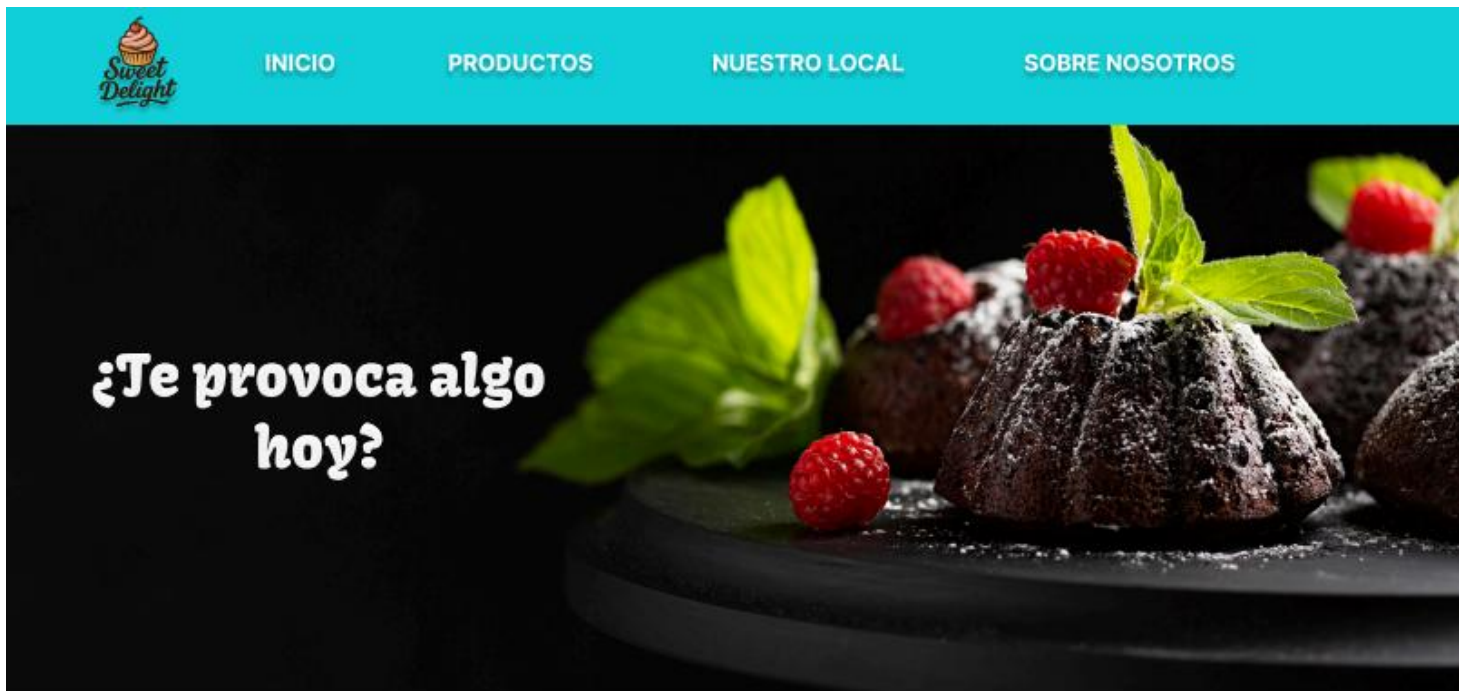 Sweet
Delight
INICIO PRODUCTOS NUESTRO LOCAL SOBRE NOSOTROS
¿Te provoca algo
hoy?